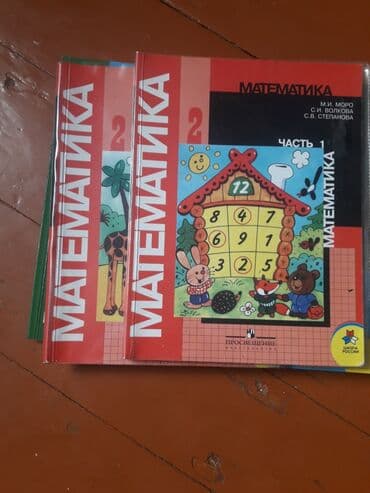 МАТЕМАТИКА
2
МАТЕМАТИКА
2
МАТЕМАТИКА
М.И. МОРО
С.И. ВОЛКОВА
С.В. СТЕПАНОВА
ЧАСТЬ 1
МАТЕМАТИКА
12
8 4 7
6 9 1
3 2 5
ПРОСВЕЩЕНИЕ
ИЗДАТЕЛЬСТВО
ШКОЛА
РОССИИ